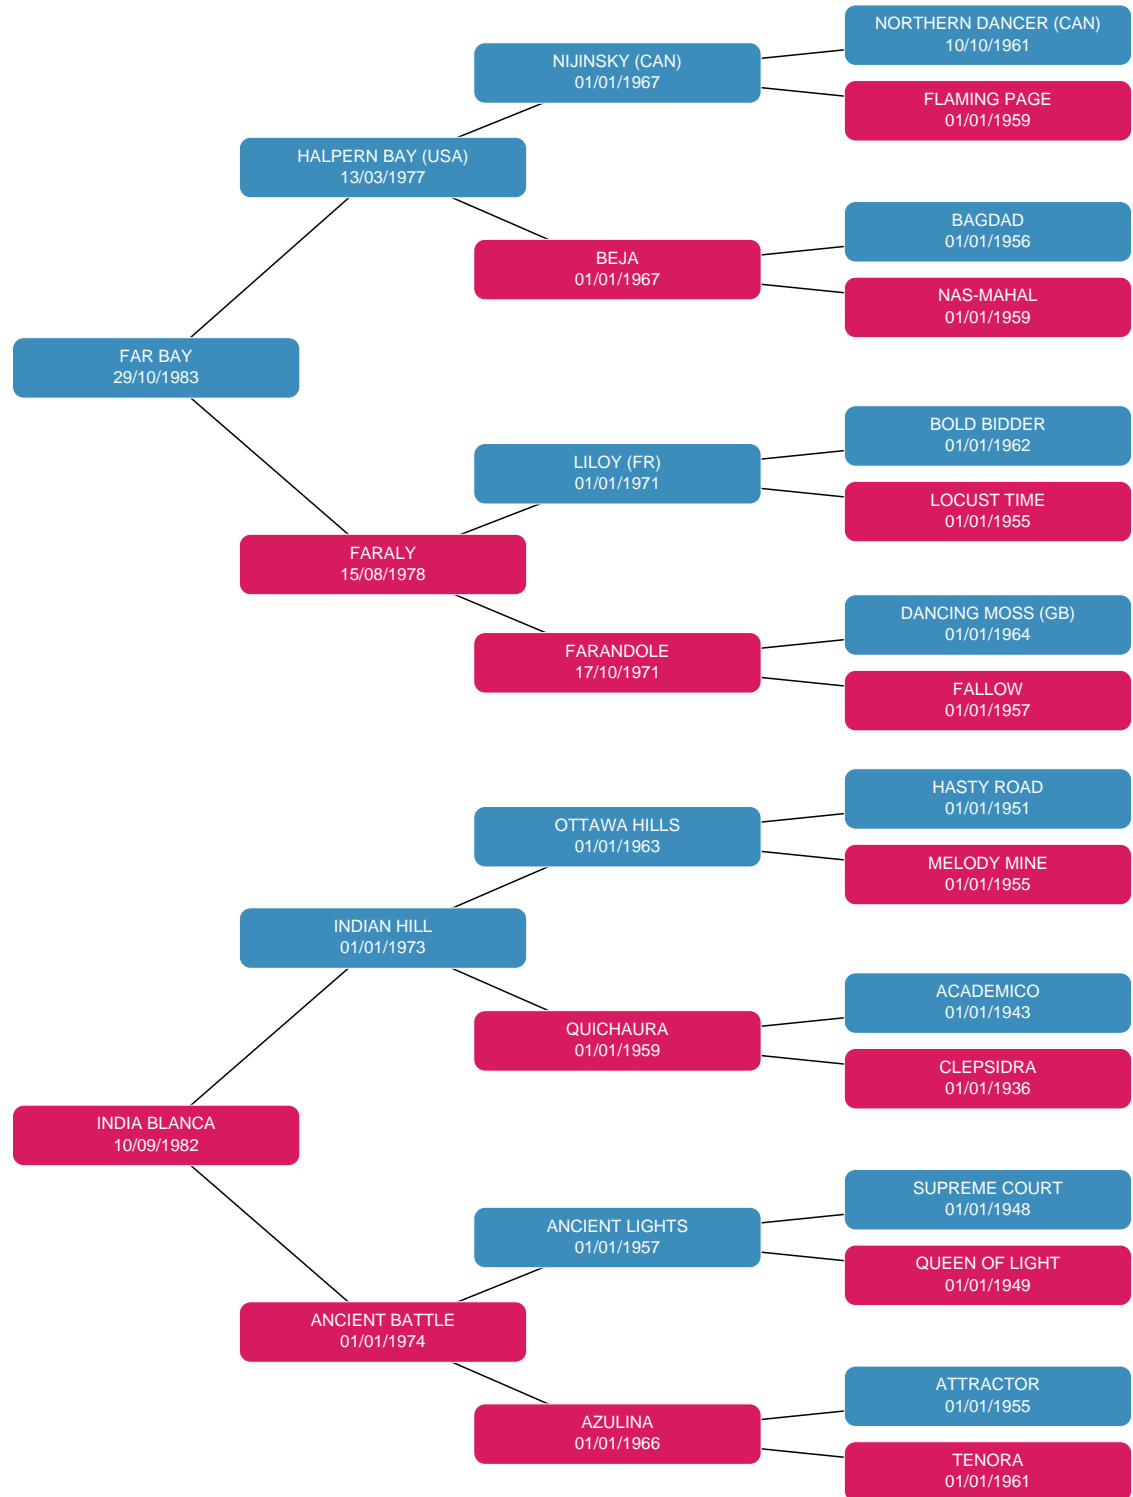 NORTHERN DANCER (CAN)
10/10/1961
NIJINSKY (CAN)
01/01/1967
FLAMING PAGE
01/01/1959
HALPERN BAY (USA)
13/03/1977
BAGDAD
01/01/1956
BEJA
01/01/1967
NAS-MAHAL
01/01/1959
FAR BAY
29/10/1983
BOLD BIDDER
01/01/1962
LILOY (FR)
01/01/1971
LOCUST TIME
01/01/1955
FARALY
15/08/1978
DANCING MOSS (GB)
01/01/1964
FARANDOLE
17/10/1971
FALLOW
01/01/1957
HASTY ROAD
01/01/1951
OTTAWA HILLS
01/01/1963
MELODY MINE
01/01/1955
INDIAN HILL
01/01/1973
ACADEMICO
01/01/1943
QUICHAURA
01/01/1959
CLEPSIDRA
01/01/1936
INDIA BLANCA
10/09/1982
SUPREME COURT
01/01/1948
ANCIENT LIGHTS
01/01/1957
QUEEN OF LIGHT
01/01/1949
ANCIENT BATTLE
01/01/1974
ATTRACTOR
01/01/1955
AZULINA
01/01/1966
TENORA
01/01/1961